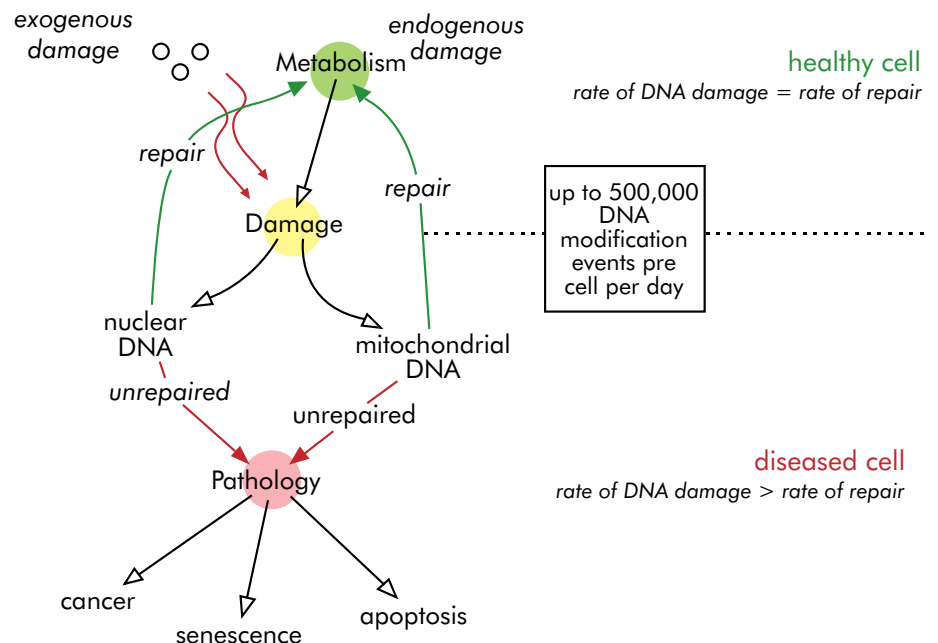 exogenous
damage
endogenous
damage
Metabolism
healthy cell
rate of DNA damage = rate of repair
repair
repair
up to 500,000
DNA
modification
events pre
cell per day
Damage
nuclear
DNA
mitochondrial
DNA
unrepaired
unrepaired
Pathology
diseased cell
rate of DNA damage > rate of repair
cancer
senescence
apoptosis